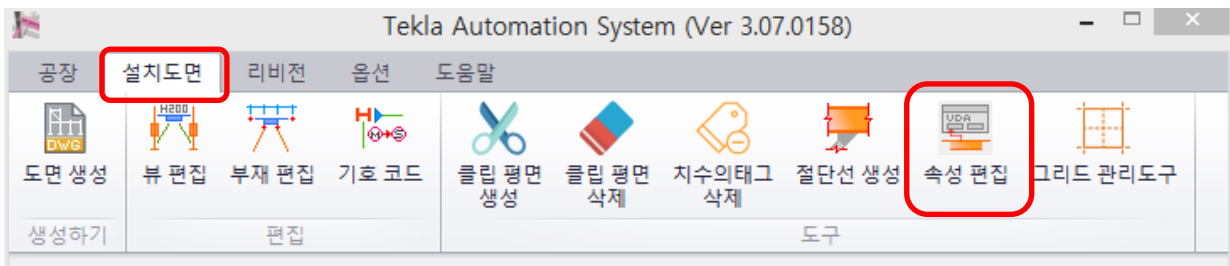 Tekla Automation System (Ver 3.07.0158)
공장 설치도면 리비전 옵션 도움말
DWG H200 H M S UDA
도면 생성 뷰 편집 부재 편집 기호 코드 클립 평면 생성 클립 평면 삭제 치수의태그 삭제 절단선 생성 속성 편집 그리드 관리도구
생성하기 편집 도구